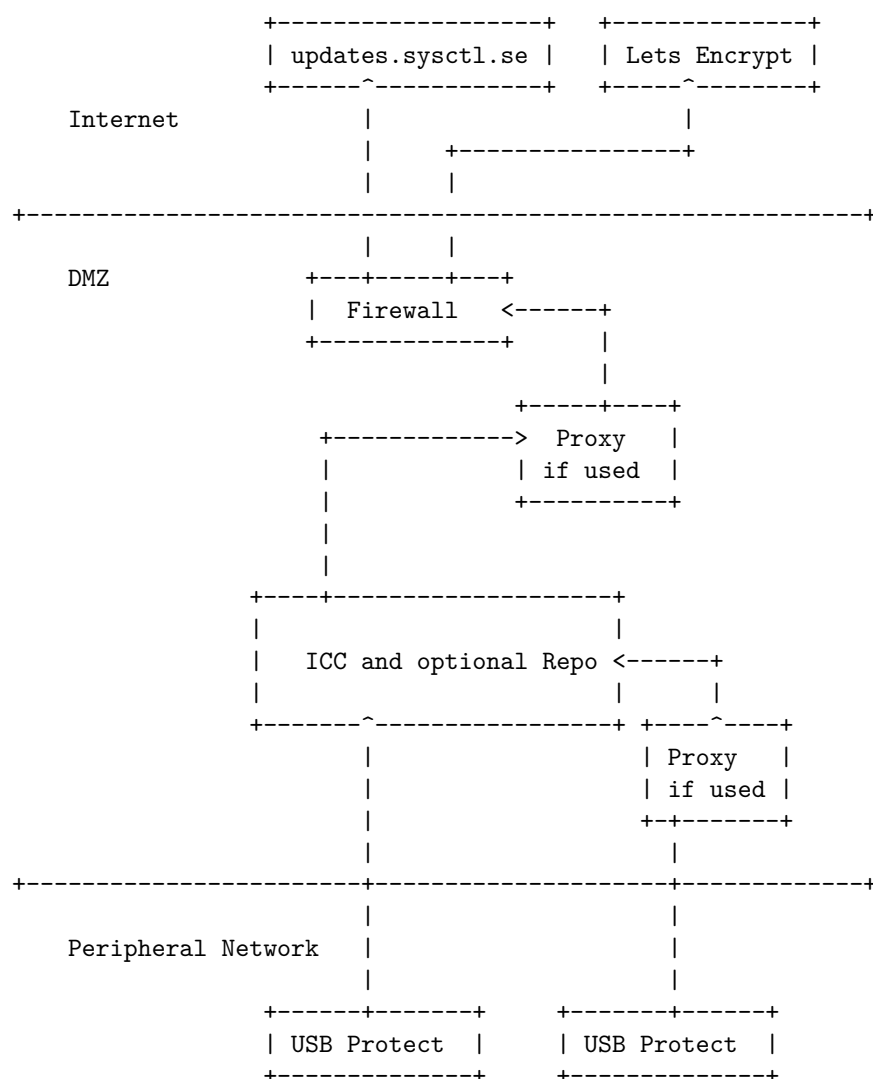 updates.sysctl.se Lets Encrypt
Internet
DMZ
Firewall
Proxy
if used
ICC and optional Repo
Proxy
if used
Peripheral Network
USB Protect USB Protect